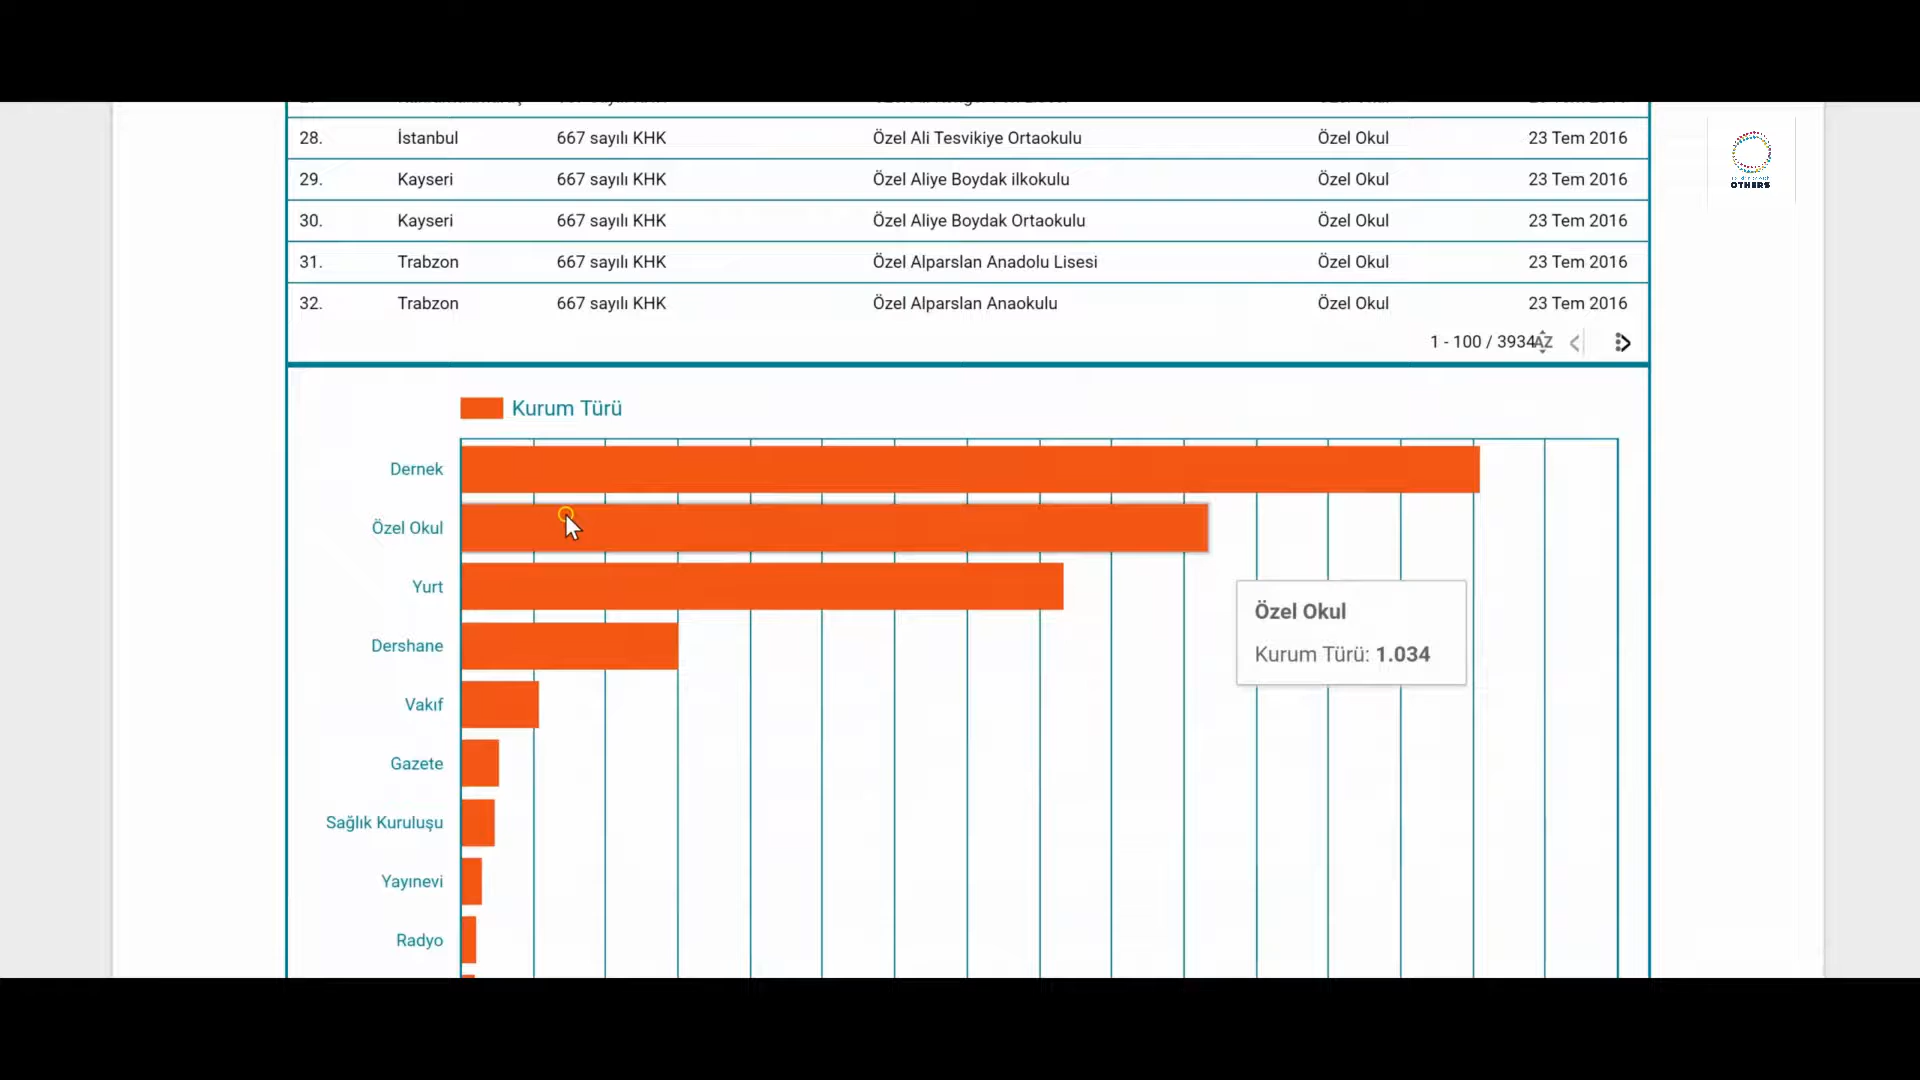 28. İstanbul 667 sayılı KHK Özel Ali Tesvikiye Ortaokulu Özel Okul 23 Tem 2016
29. Kayseri 667 sayılı KHK Özel Aliye Boydak ilkokulu Özel Okul 23 Tem 2016
30. Kayseri 667 sayılı KHK Özel Aliye Boydak Ortaokulu Özel Okul 23 Tem 2016
31. Trabzon 667 sayılı KHK Özel Alparslan Anadolu Lisesi Özel Okul 23 Tem 2016
32. Trabzon 667 sayılı KHK Özel Alparslan Anaokulu Özel Okul 23 Tem 2016
1 - 100 / 3934 AZ
OTHERS
Kurum Türü
Dernek
Özel Okul
Yurt
Dershane
Vakıf
Gazete
Sağlık Kuruluşu
Yayınevi
Radyo
Özel Okul
Kurum Türü: 1.034